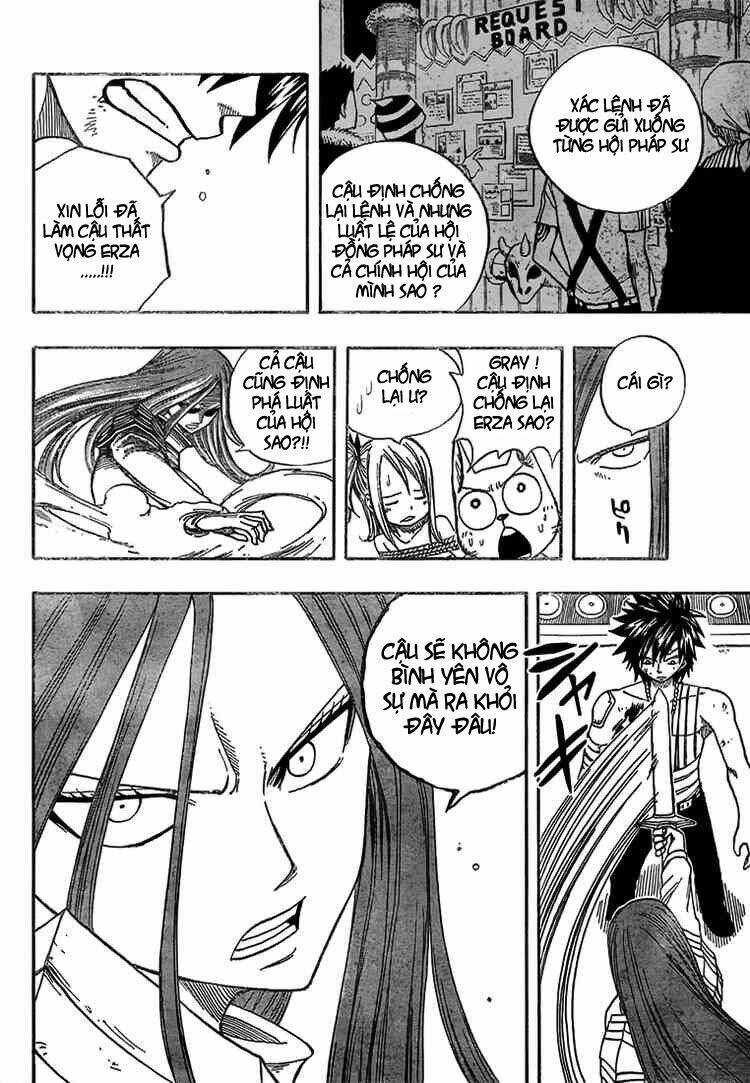 REQUEST
BOARD
XÁC LỆNH ĐÃ
ĐƯỢC GỬI XUỐNG
TỪNG HỘI PHÁP SƯ
CẬU ĐỊNH CHỐNG
LẠI LỆNH VÀ NHƯNG
LUẬT LỆ CỦA HỘI
ĐỒNG PHÁP SƯ VÀ
CẢ CHÍNH HỘI CỦA
MÌNH SAO ?
XIN LỖI ĐÃ
LÀM CẬU THẤT
VỌNG ERZA
.....!!!
CÁI GÌ?
GRAY !
CẬU ĐỊNH
CHỐNG LẠI
ERZA SAO?
CHỐNG
LẠI Ư?
CẢ CẬU
CŨNG ĐỊNH
PHÁ LUẬT
CỦA HỘI
SAO?!!
CẬU SẼ KHÔNG
BÌNH YÊN VÔ
SỰ MÀ RA KHỎI
ĐÂY ĐÂU!